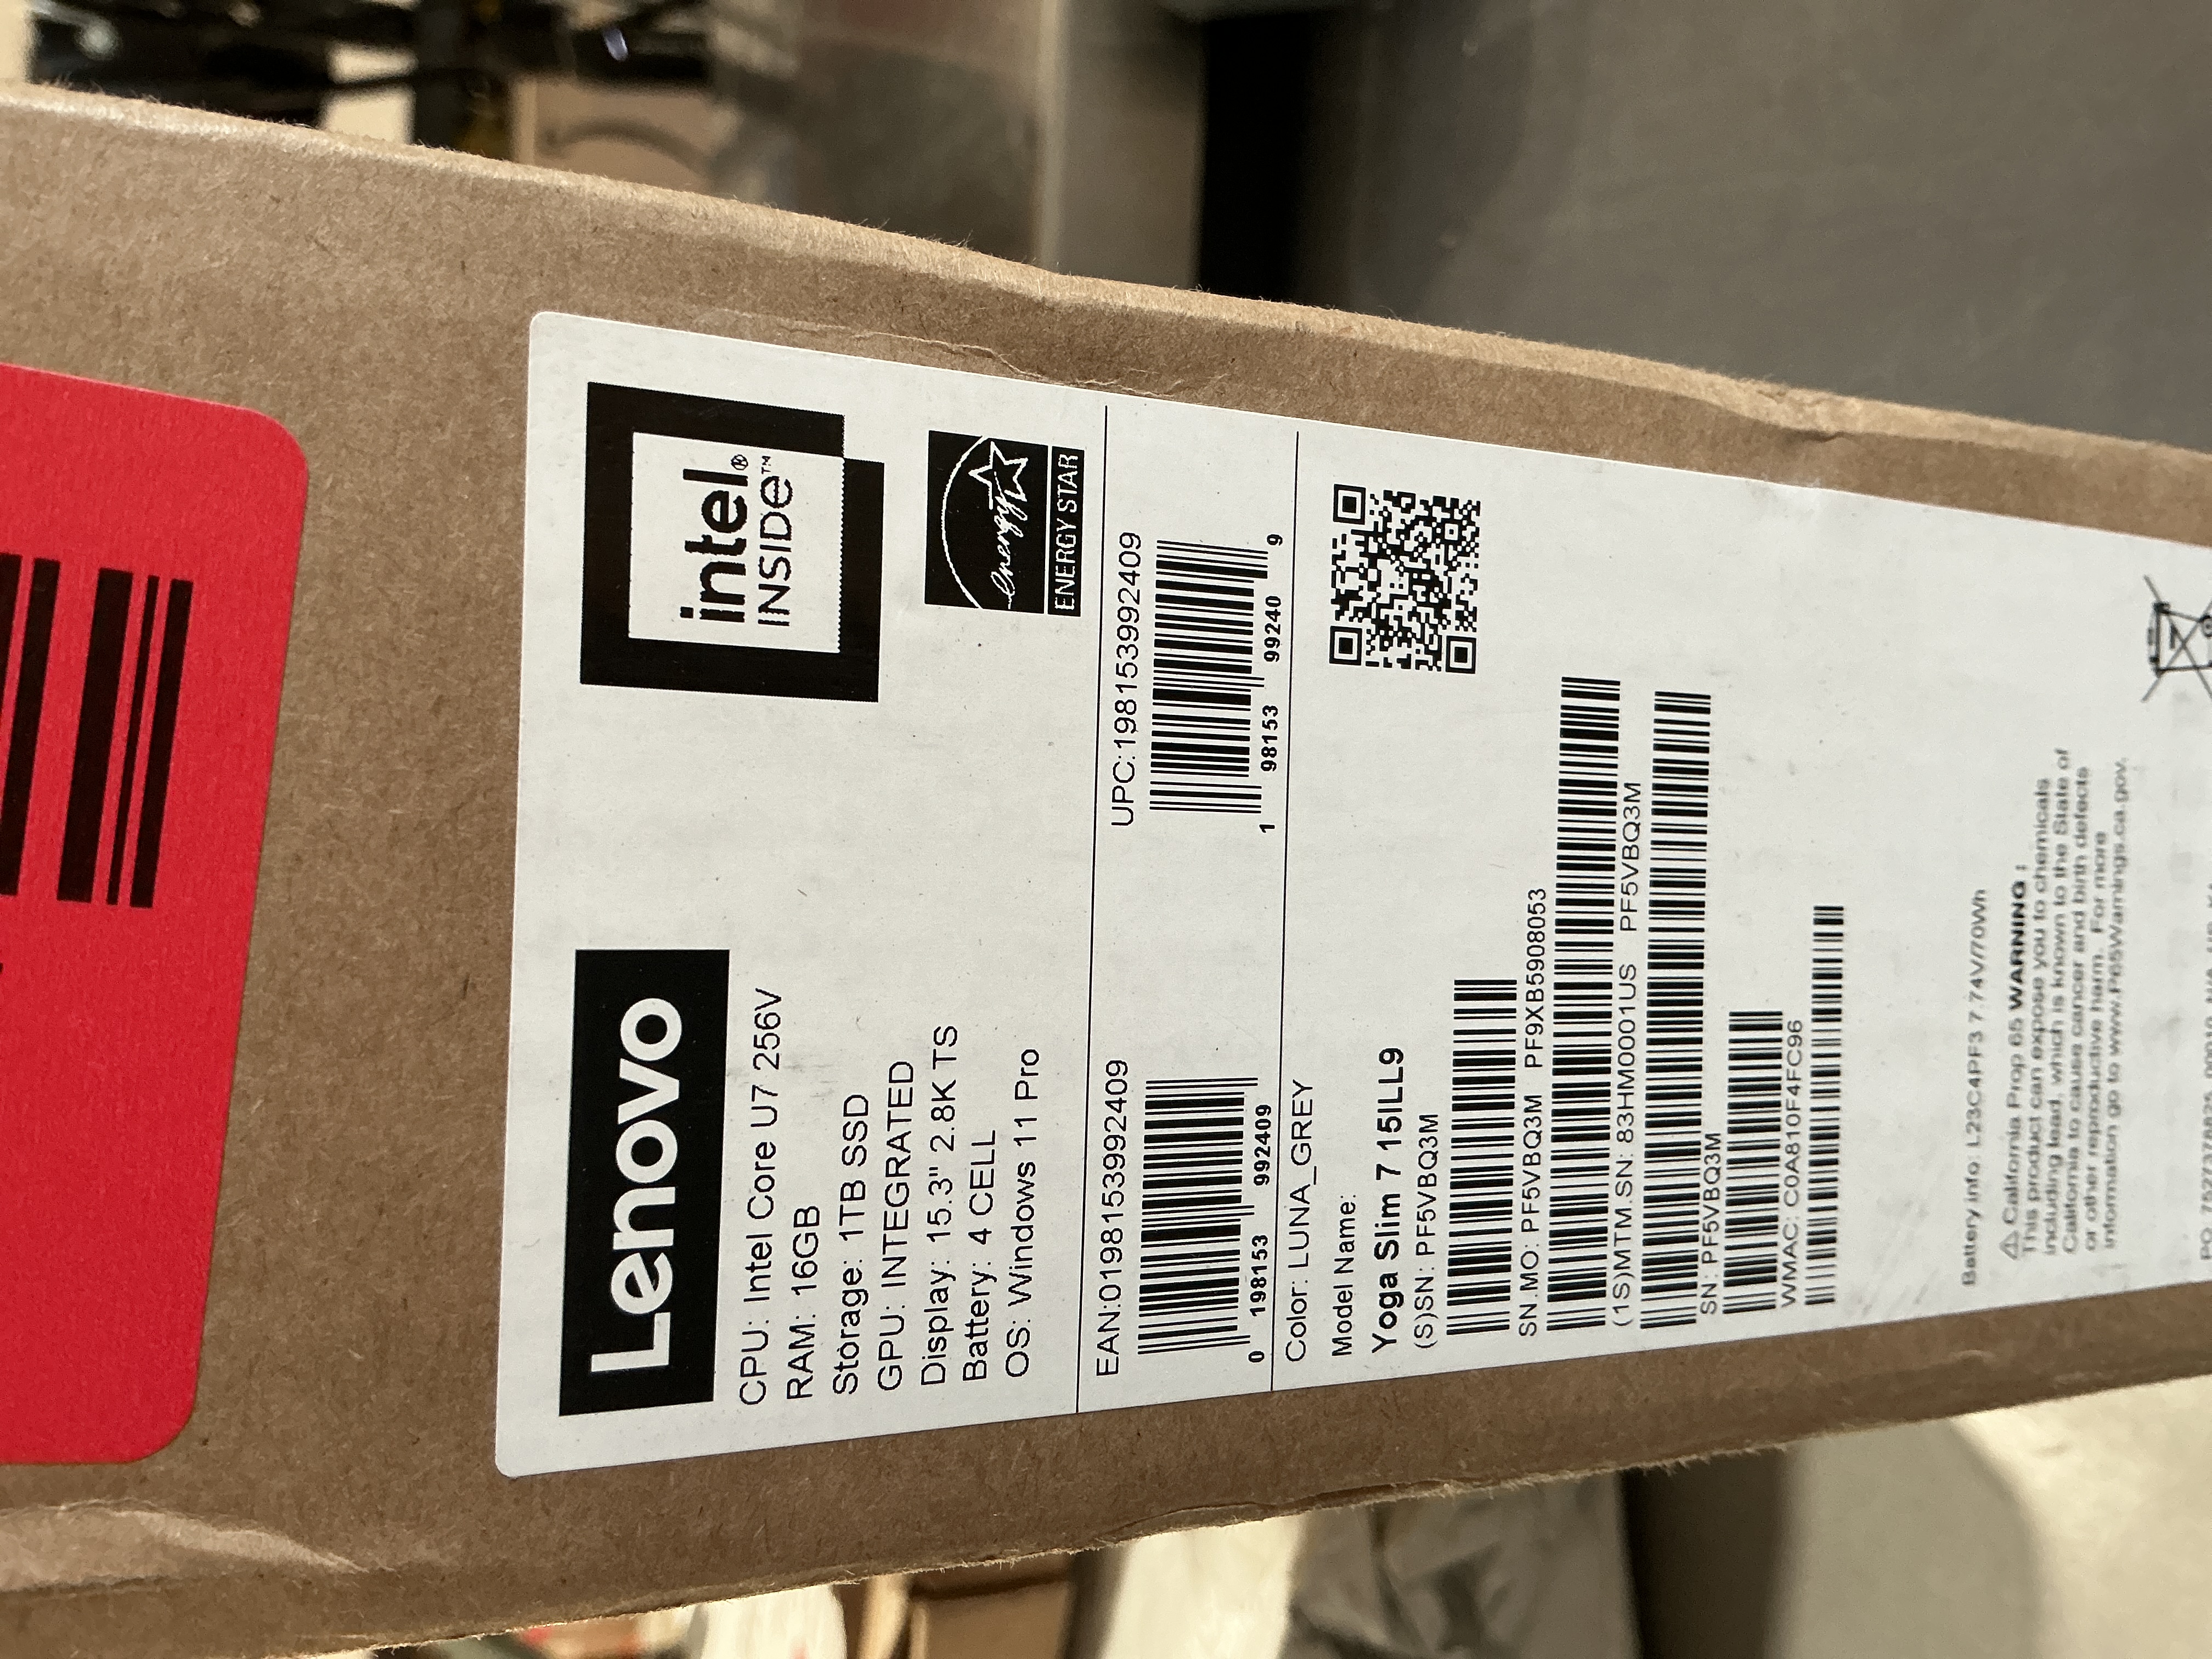 Lenovo
intel®
INSIDE™
CPU: Intel Core U7 256V
RAM: 16GB
Storage: 1TB SSD
GPU: INTEGRATED
Display: 15.3" 2.8K TS
Battery: 4 CELL
OS: Windows 11 Pro
energy
ENERGY STAR
EAN:0198153992409
0 198153 992409
UPC:198153992409
1 98153 99240 9
Color: LUNA_GREY
Model Name:
Yoga Slim 7 15ILL9
(S)SN: PF5VBQ3M
SN.MO: PF5VBQ3M PF9XB5908053
(1S)MTM.SN: 83HM0001US PF5VBQ3M
SN: PF5VBQ3M
WMAC: C0A810F4FC96
Battery info: L23C4PF3 7.74V/70Wh
⚠ California Prop 65 WARNING :
This product can expose you to chemicals
including lead, which is known to the State of
California to cause cancer and birth defects
or other reproductive harm. For more
information go to www.P65Warnings.ca.gov.